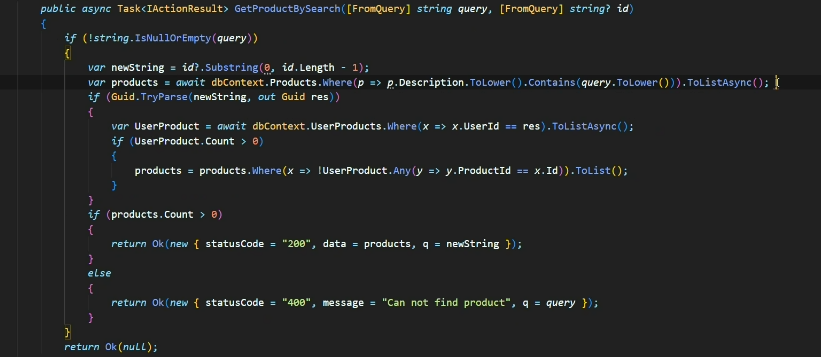 public async Task<IActionResult> GetProductBySearch([FromQuery] string query, [FromQuery] string? id)
{
if (!string.IsNullOrEmpty(query))
{
var newString = id?.Substring(0, id.Length - 1);
var products = await dbContext.Products.Where(p => p.Description.ToLower().Contains(query.ToLower())).ToListAsync(); {
if (Guid.TryParse(newString, out Guid res))
{
var UserProduct = await dbContext.UserProducts.Where(x => x.UserId == res).ToListAsync();
if (UserProduct.Count > 0)
{
products = products.Where(x => !UserProduct.Any(y => y.ProductId == x.Id)).ToList();
}
}
if (products.Count > 0)
{
return Ok(new { statusCode = "200", data = products, q = newString });
}
else
{
return Ok(new { statusCode = "400", message = "Can not find product", q = query });
}
}
return Ok(null);